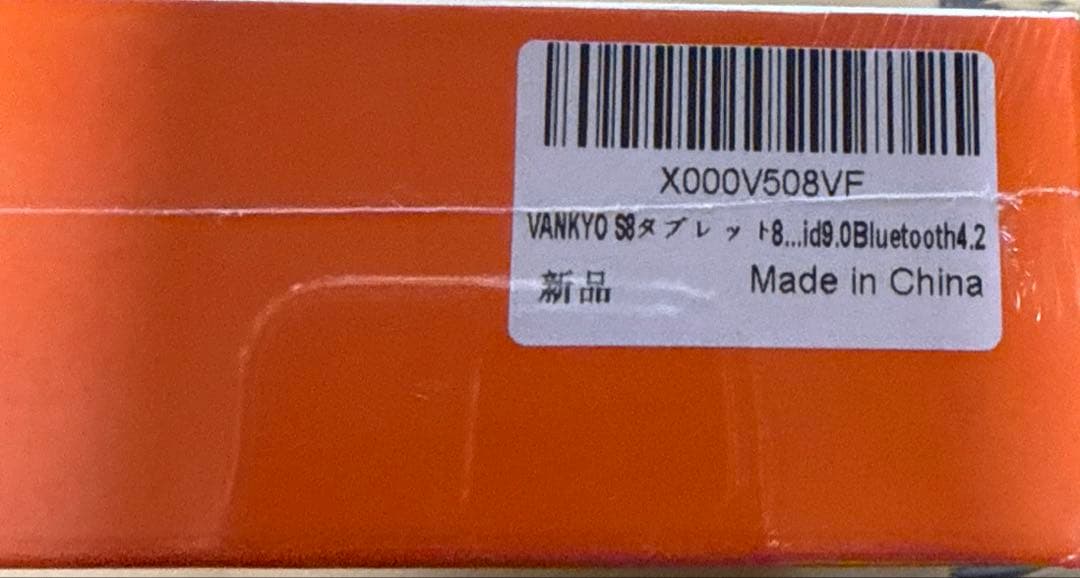 X000V508VF
VANKYO S8タブレット8...id9.0Bluetooth4.2
新品 Made in China